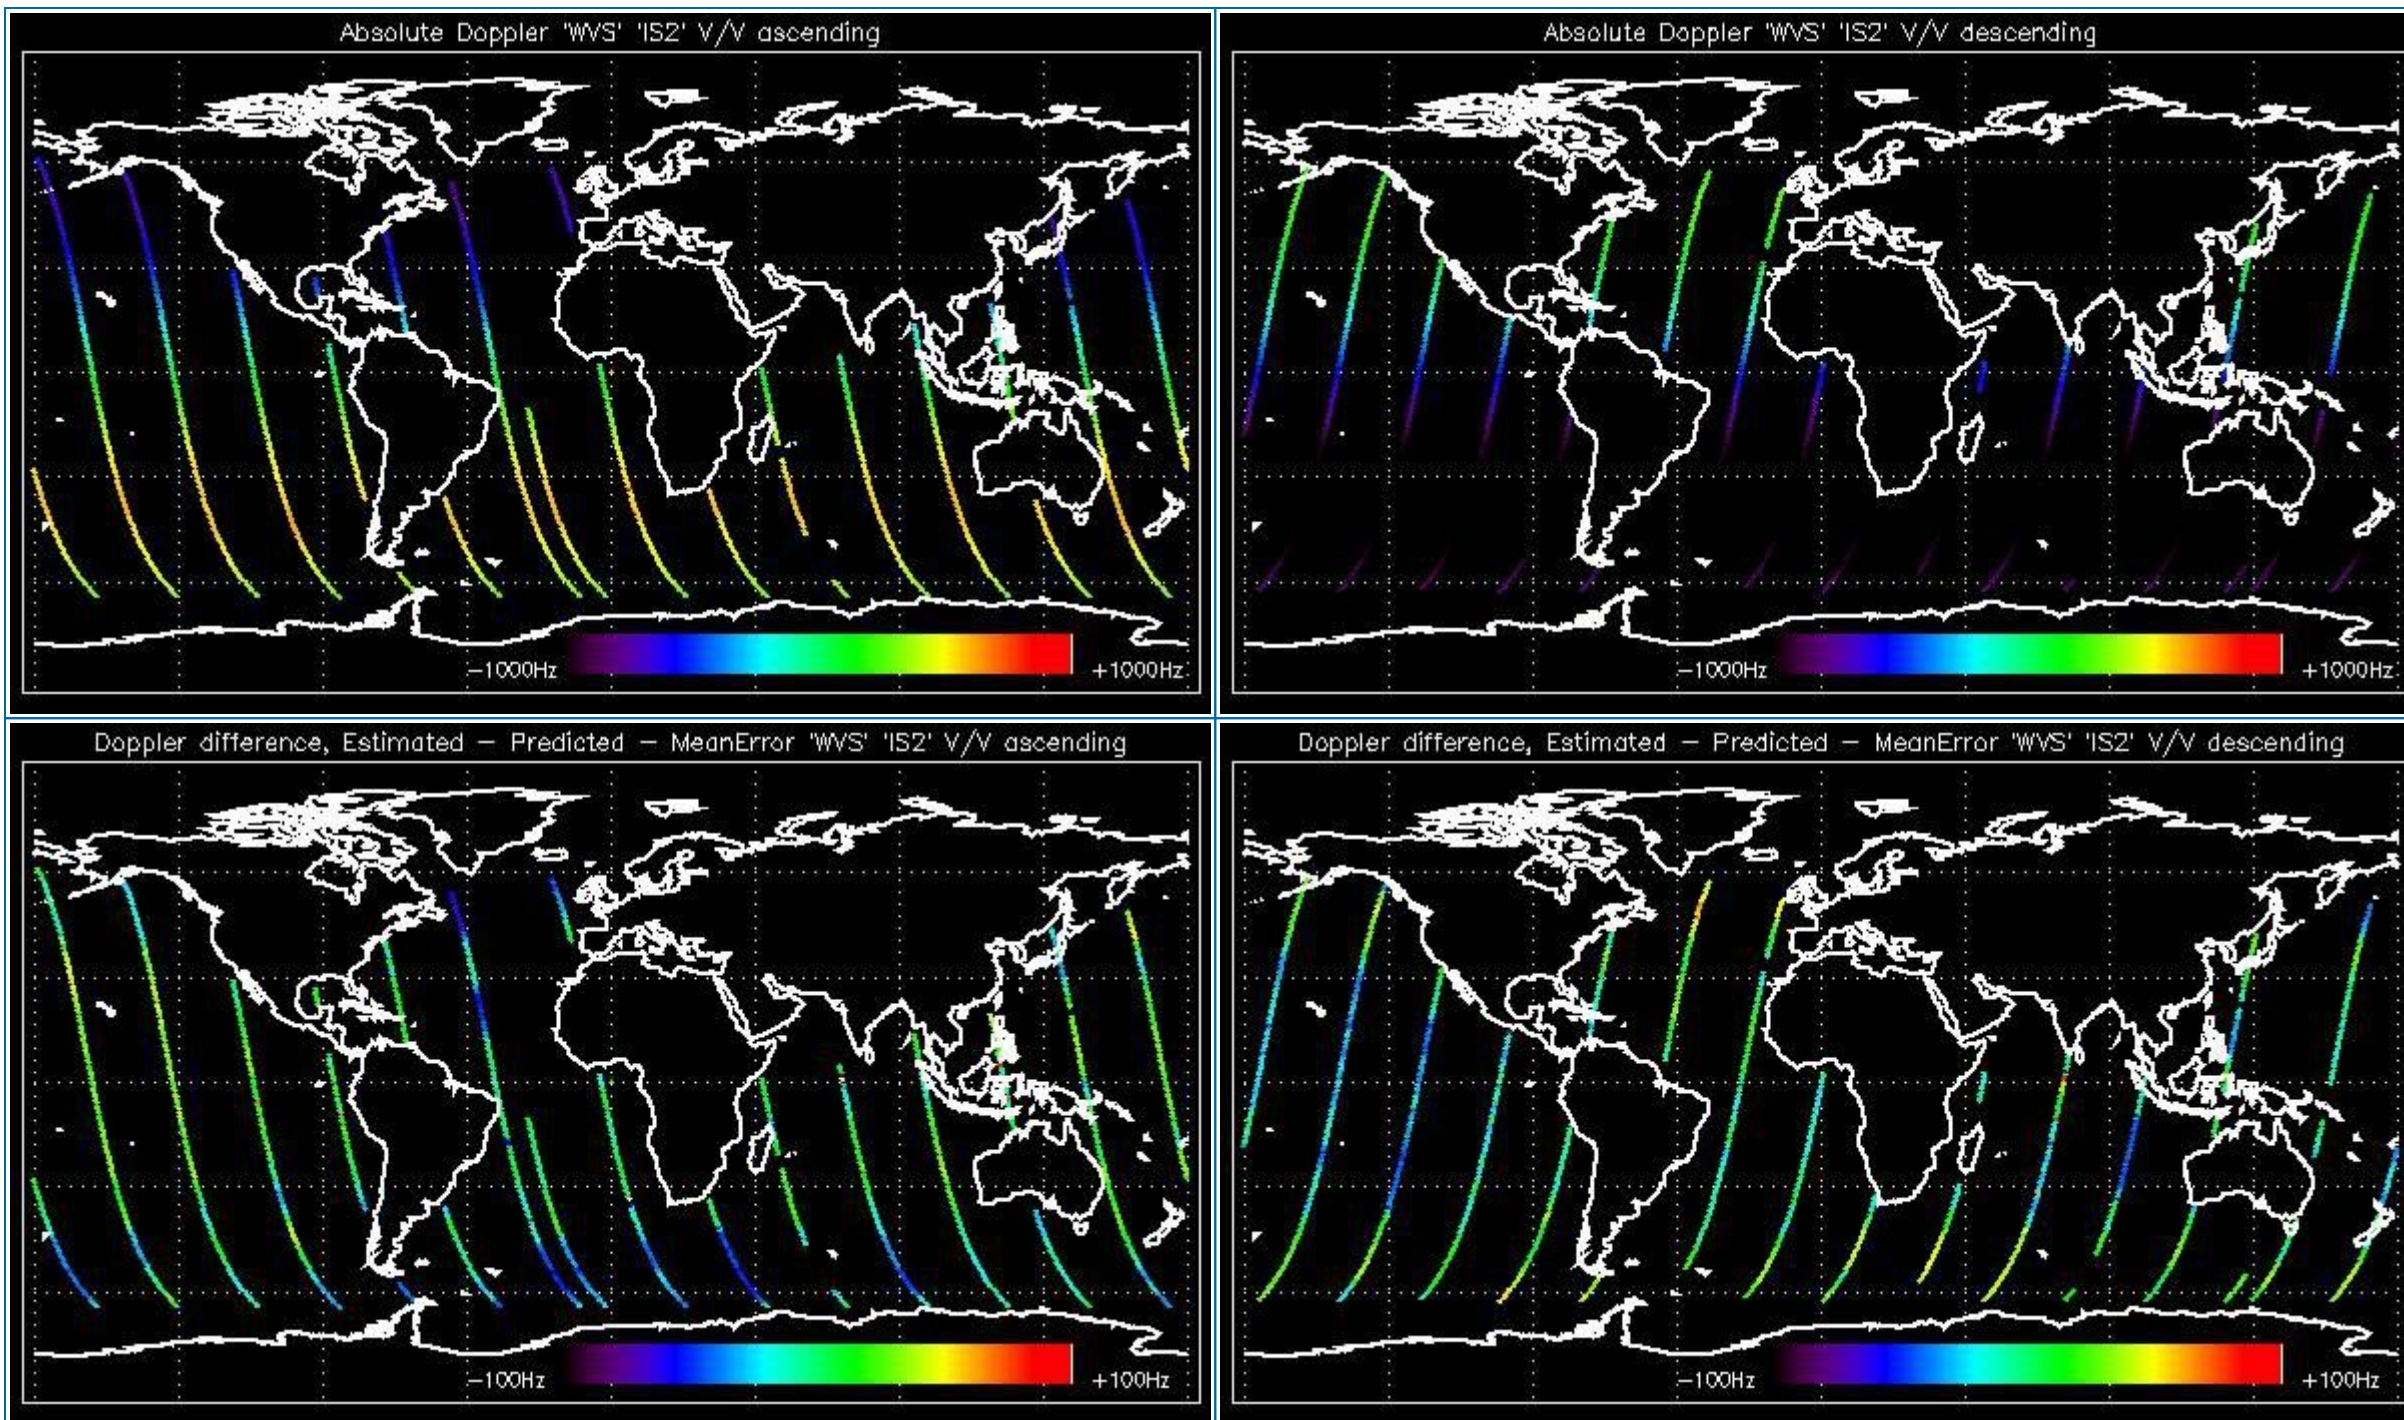 Absolute Doppler 'WVS' 'IS2' V/V ascending
-1000Hz
+1000Hz
Absolute Doppler 'WVS' 'IS2' V/V descending
-1000Hz
+1000Hz
Doppler difference, Estimated - Predicted - MeanError 'WVS' 'IS2' V/V ascending
-100Hz
+100Hz
Doppler difference, Estimated - Predicted - MeanError 'WVS' 'IS2' V/V descending
-100Hz
+100Hz